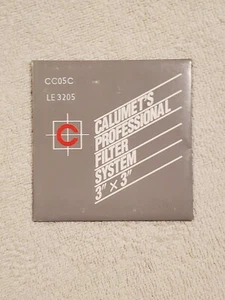 CC05C
LE 3205
C
CALUMET'S
PROFESSIONAL
FILTER
SYSTEM
3" × 3"